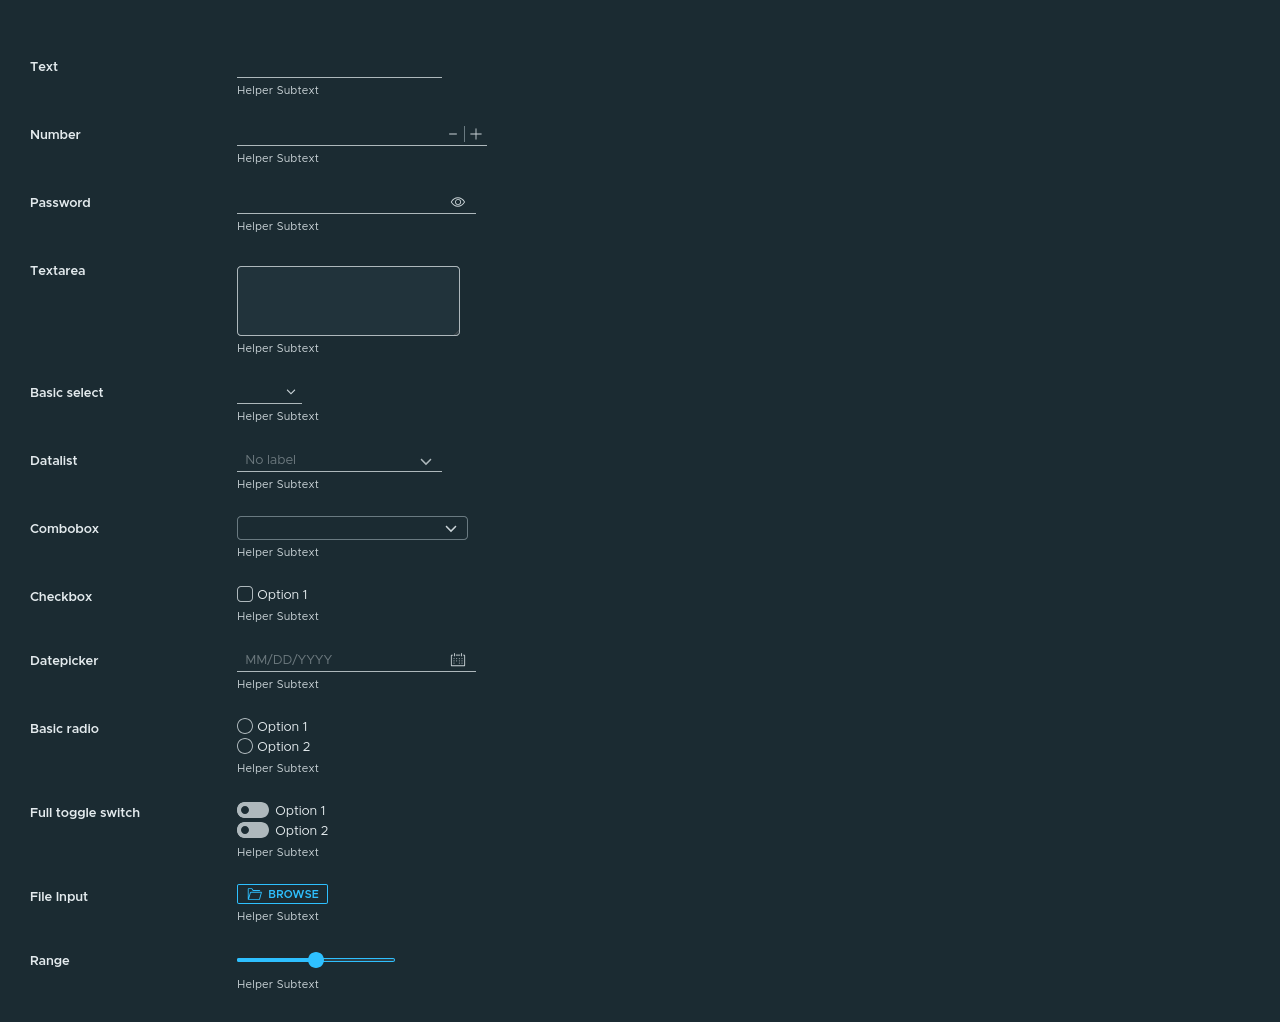 Text
Helper Subtext
Number
Helper Subtext
Password
Helper Subtext
Textarea
Helper Subtext
Basic select
Helper Subtext
Datalist
No label
Helper Subtext
Combobox
Helper Subtext
Checkbox
Option 1
Helper Subtext
Datepicker
MM/DD/YYYY
Helper Subtext
Basic radio
Option 1
Option 2
Helper Subtext
Full toggle switch
Option 1
Option 2
Helper Subtext
File Input
BROWSE
Helper Subtext
Range
Helper Subtext